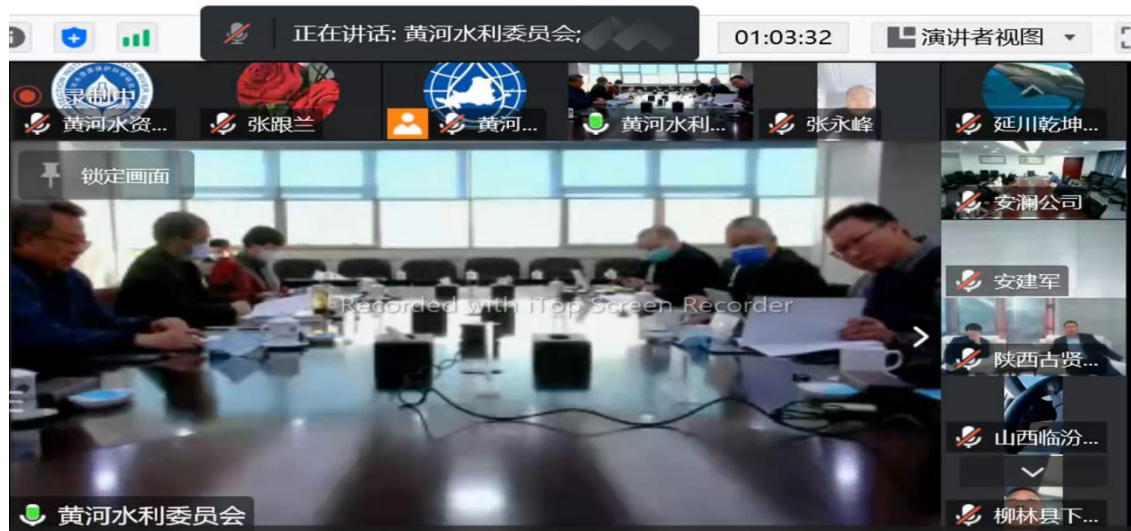 正在讲话: 黄河水利委员会;
01:03:32
演讲者视图
录制中
黄河水资...
张跟兰
黄河...
黄河水利...
张永峰
延川乾坤...
锁定画面
安澜公司
安建军
Recorded with iTop Screen Recorder
陕西古贤...
山西临汾...
黄河水利委员会
柳林县下...